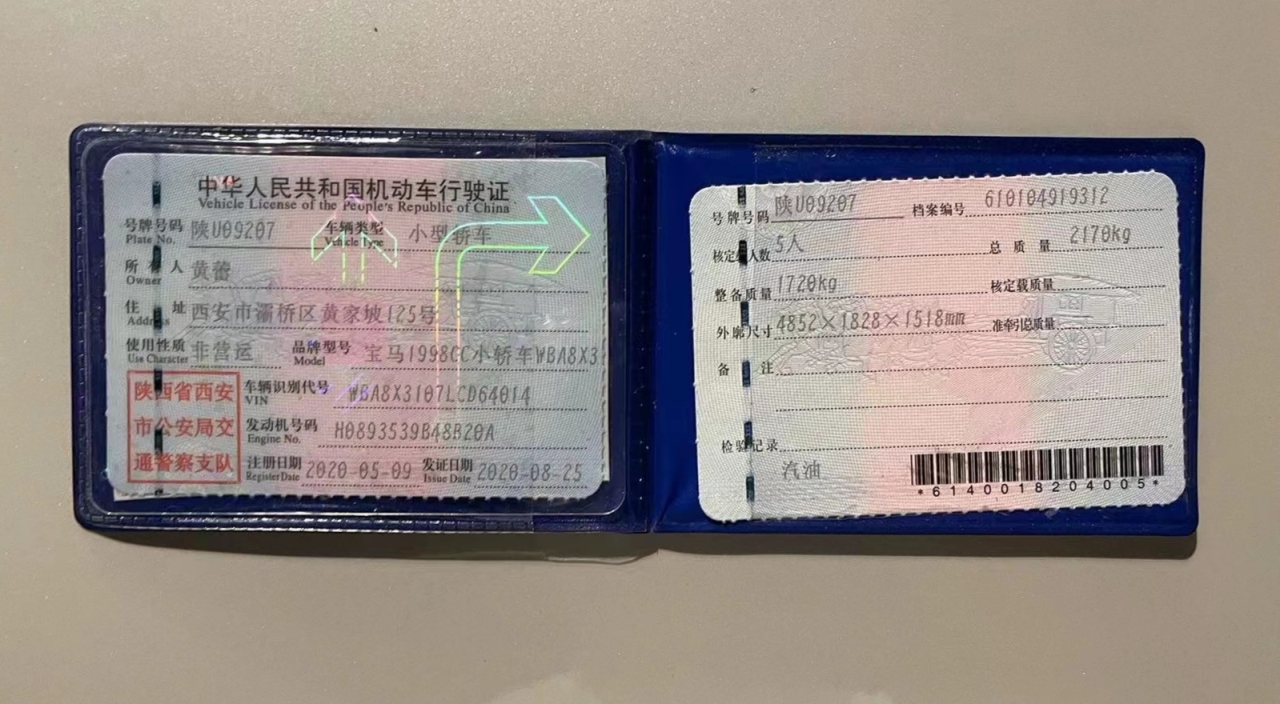 中华人民共和国机动车行驶证
Vehicle License of the People's Republic of China
号牌号码 陕U09207 车辆类型 小型轿车
Plate No. Vehicle Type
所有人 黄蕾
Owner
住址 西安市灞桥区黄家坡125号
Address
使用性质 非营运 品牌型号 宝马1998CC小轿车WBA8X3
Use Character Model
陕西省西安
市公安局交
通警察支队
车辆识别代号 WBA8X3107LCD64014
VIN
发动机号码 H0893539B48B20A
Engine No.
注册日期 2020-05-09 发证日期 2020-08-25
Register Date Issue Date
号牌号码 陕U09207 档案编号 610104919312
核定载人数 5人 总质量 2170kg
整备质量 1720kg 核定载质量
外廓尺寸 4852×1828×1518mm 准牵引总质量
备注
检验记录
汽油
*6140018204005*